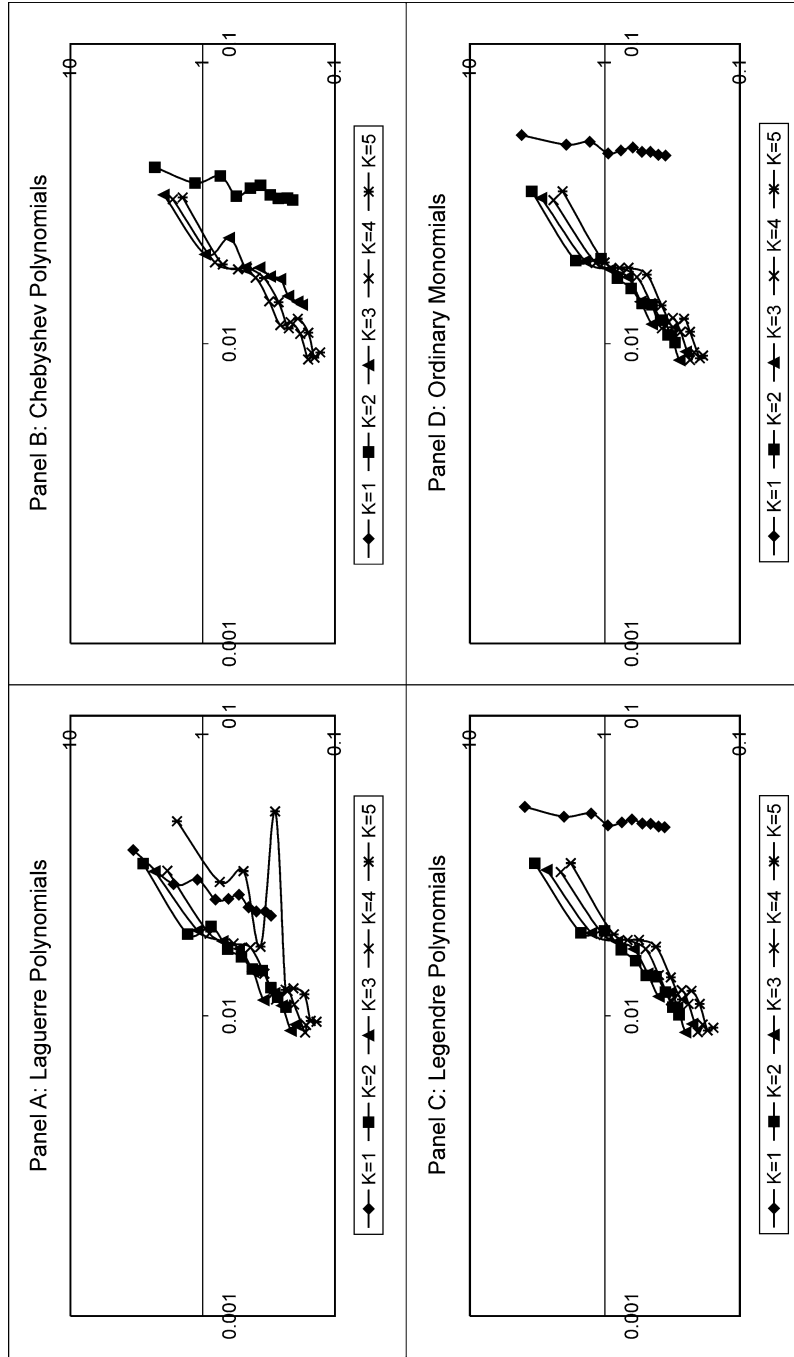 Panel A: Laguerre Polynomials
10
1
0.001 0.01 0 1
0.1
K=1 K=2 K=3 K=4 K=5
Panel B: Chebyshev Polynomials
10
1
0.001 0.01 0 1
0.1
K=1 K=2 K=3 K=4 K=5
Panel C: Legendre Polynomials
10
1
0.001 0.01 0 1
0.1
K=1 K=2 K=3 K=4 K=5
Panel D: Ordinary Monomials
10
1
0.001 0.01 0 1
0.1
K=1 K=2 K=3 K=4 K=5